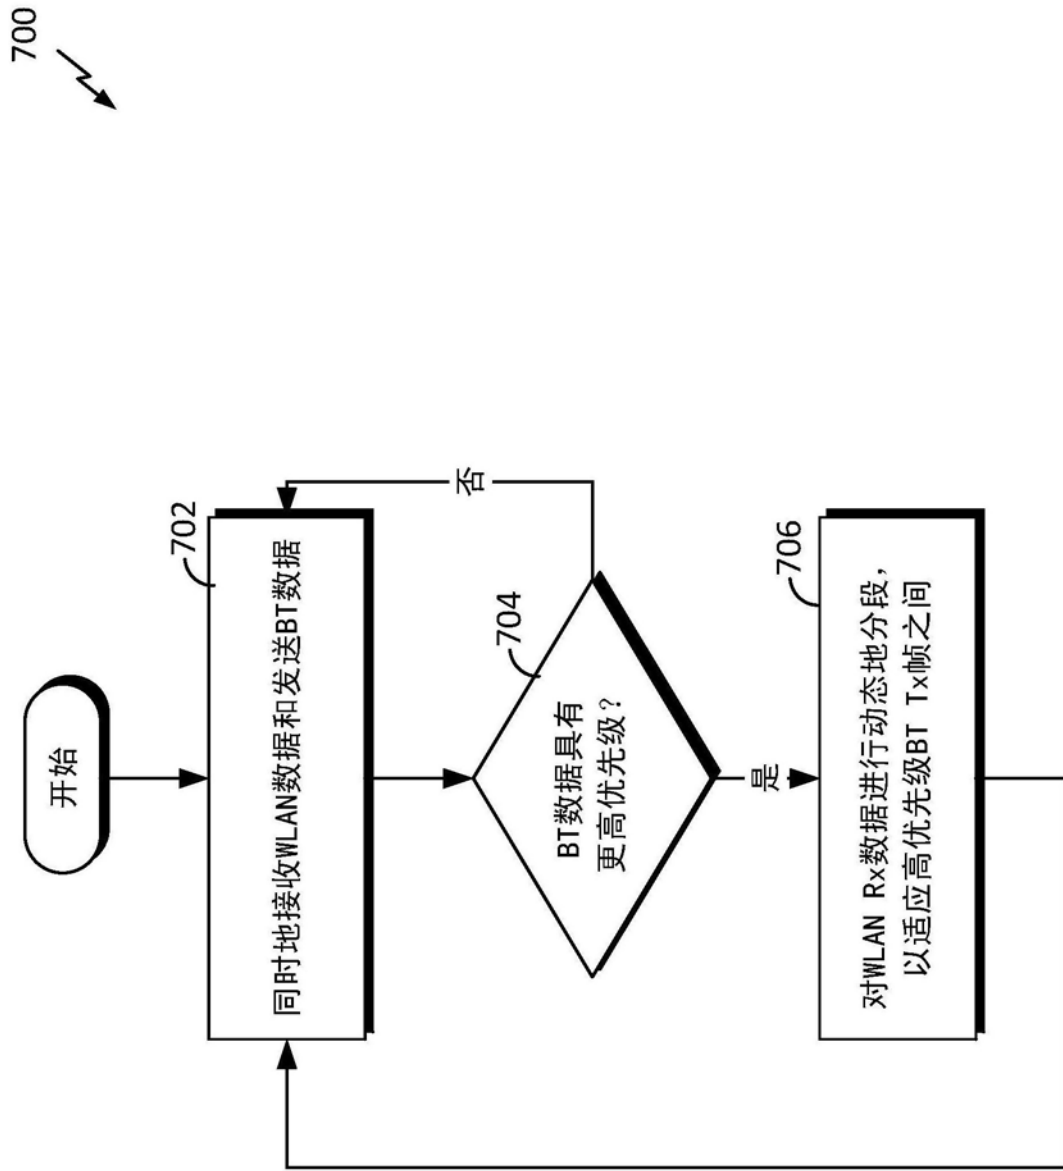 700
开始
702
同时地接收WLAN数据和发送BT数据
704
BT数据具有
更高优先级？
否
是
706
对WLAN Rx数据进行动态地分段，
以适应高优先级BT Tx帧之间